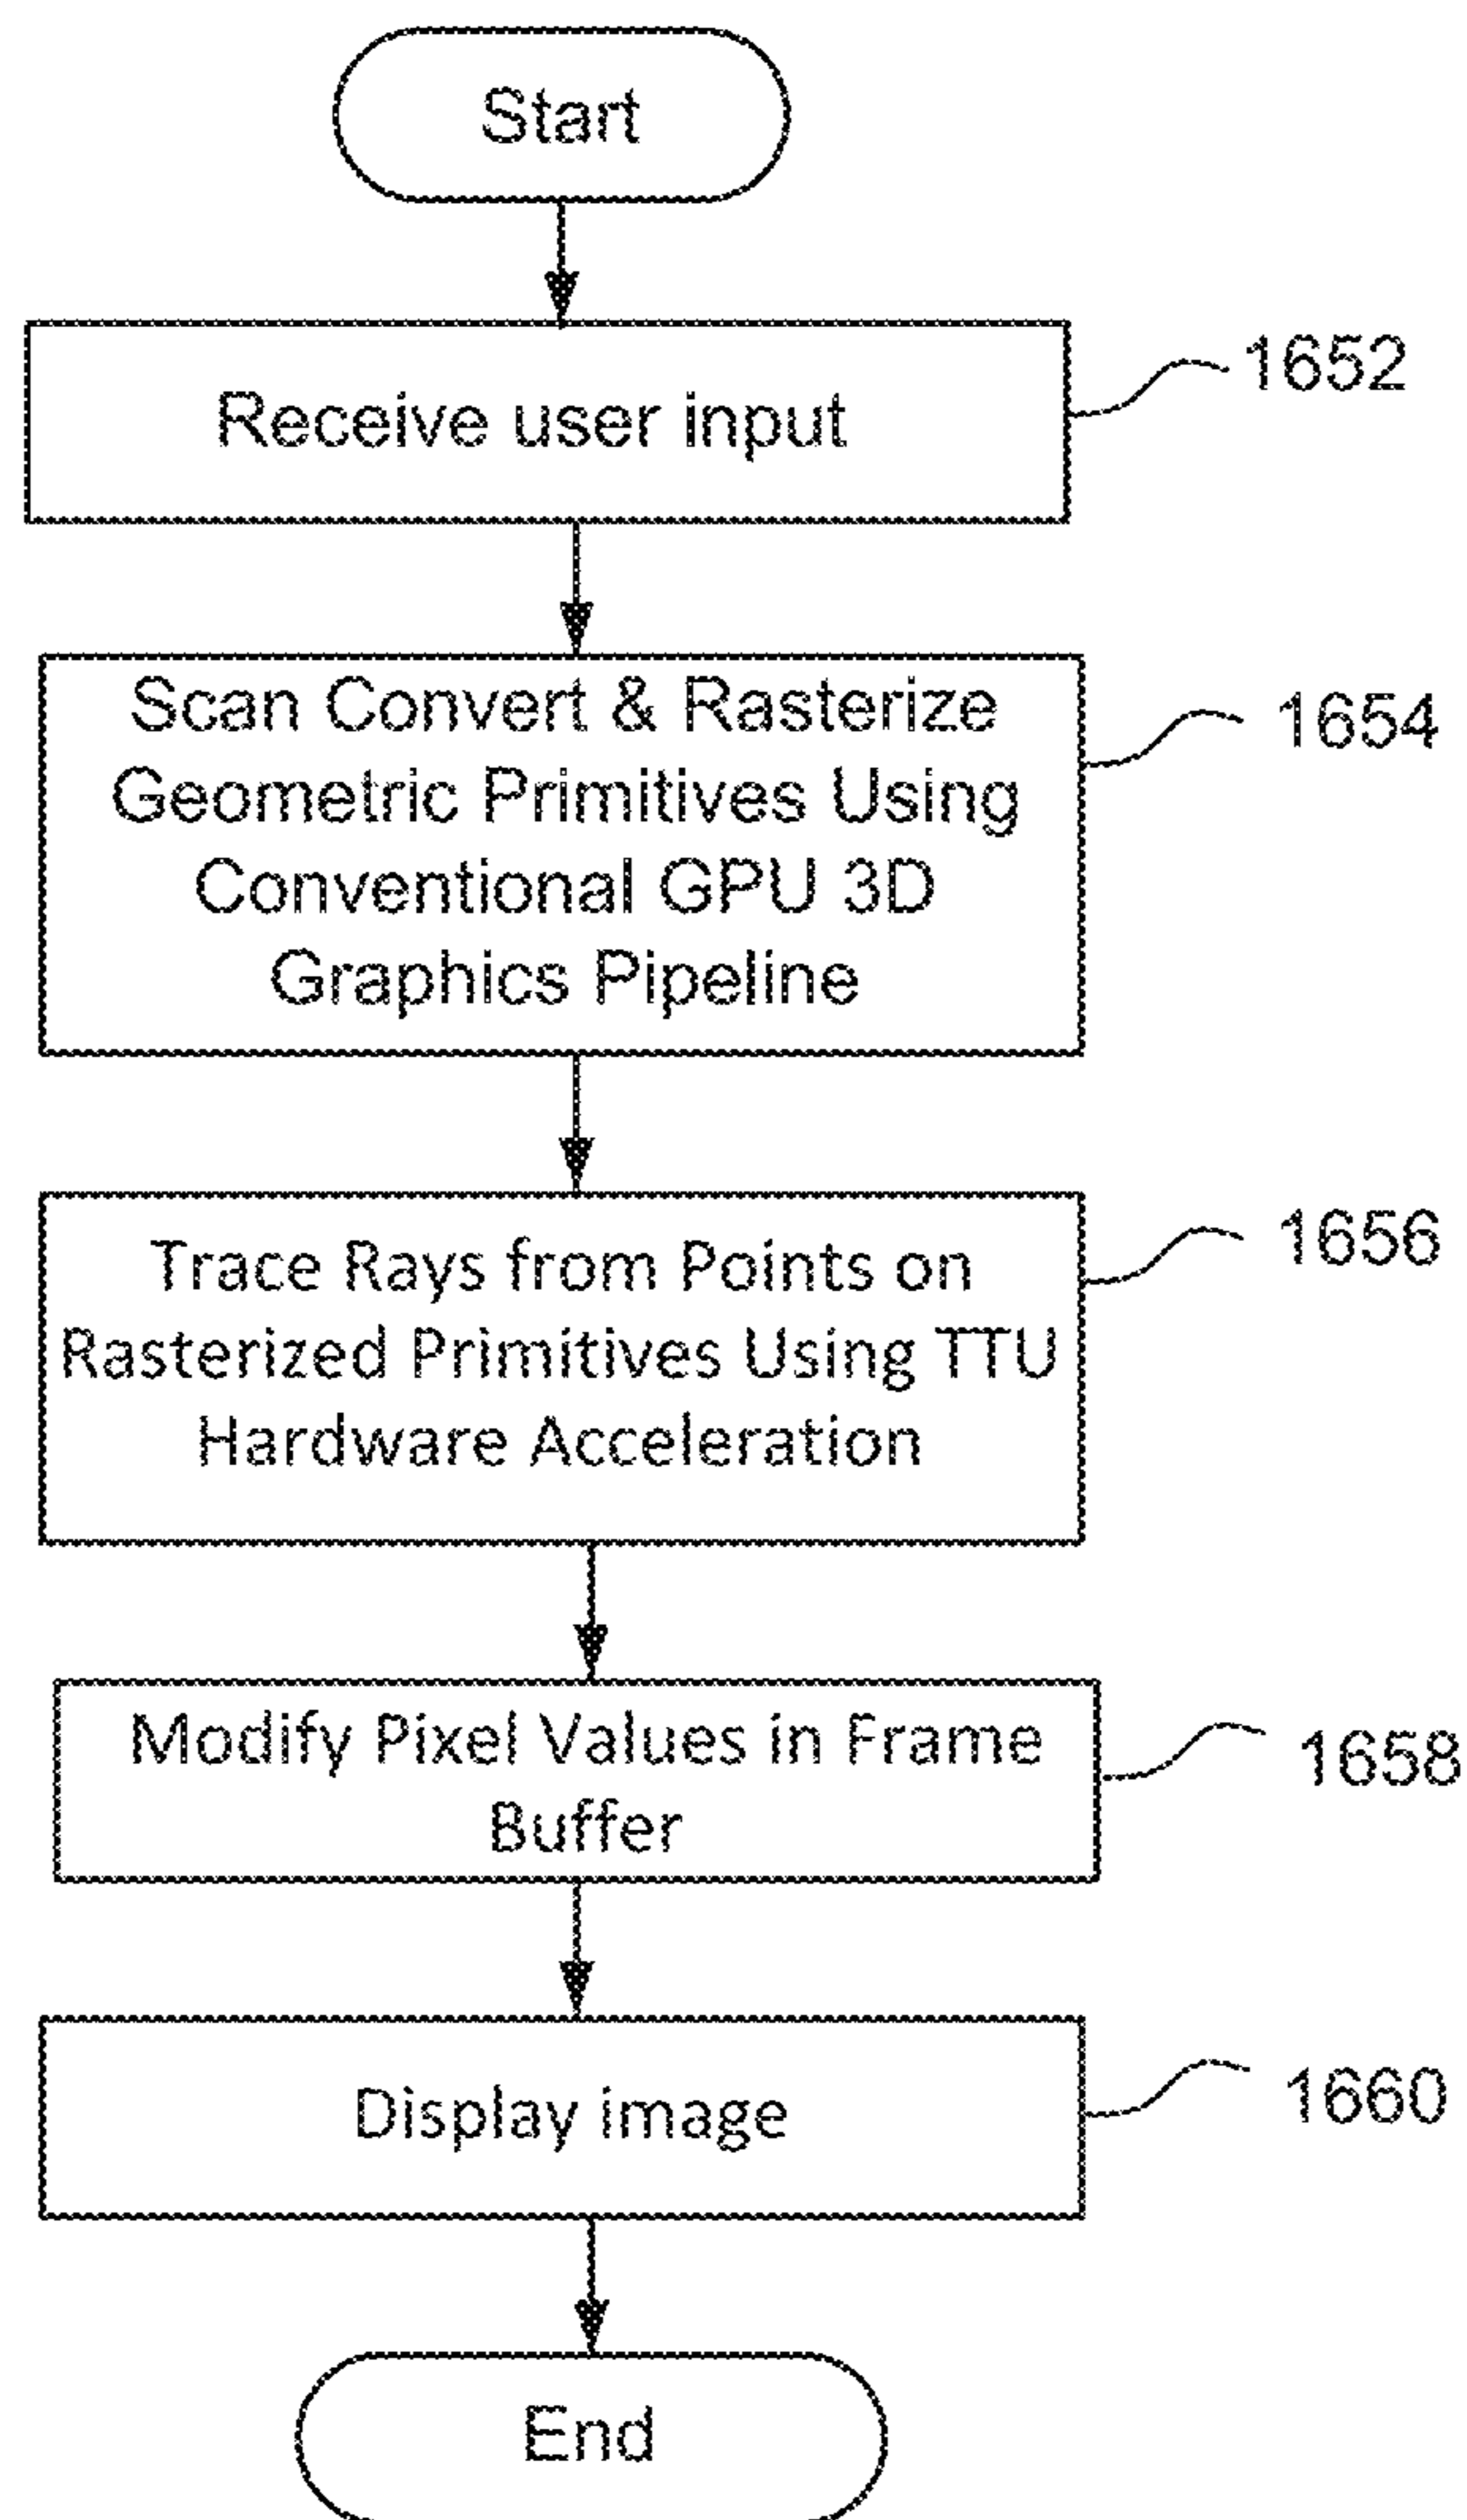 Start
Receive user input
1652
Scan Convert & Rasterize
Geometric Primitives Using
Conventional GPU 3D
Graphics Pipeline
1654
Trace Rays from Points on
Rasterized Primitives Using TTU
Hardware Acceleration
1656
Modify Pixel Values in Frame
Buffer
1658
Display image
1660
End